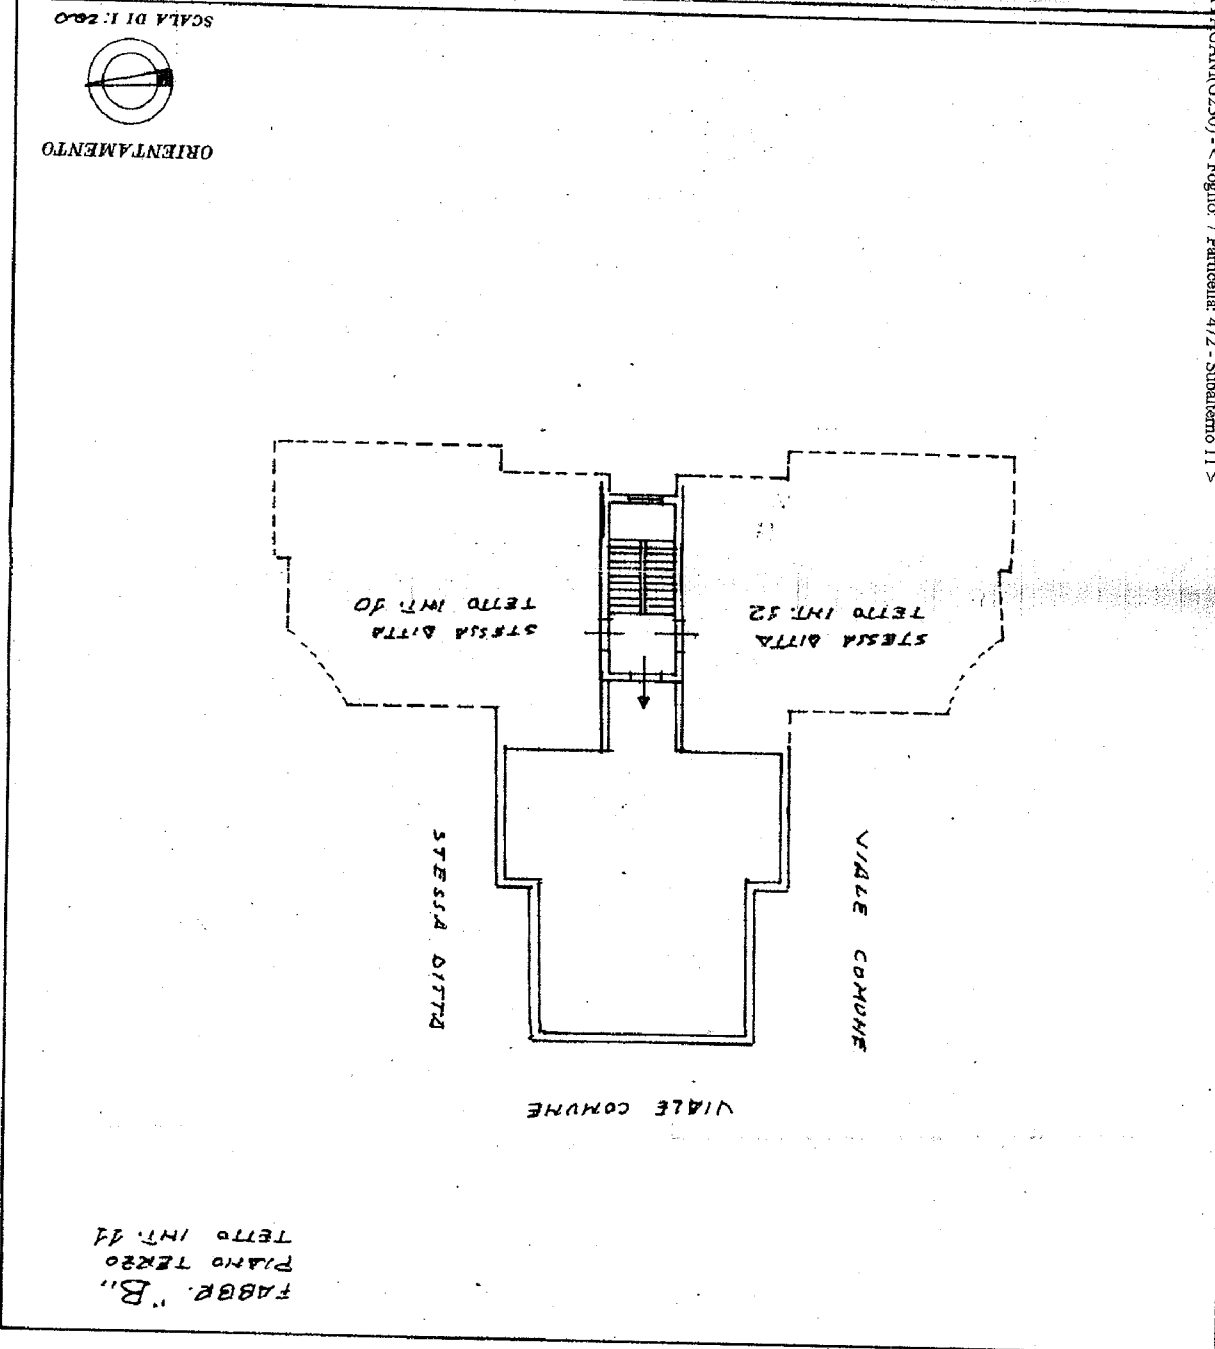 FABBR. "B„
PIANO TERZO
TETTO INT. 11
VIALE COMUNE
VIALE COMUNE
STESSA DITTA
STESSA DITTA
TETTO INT. 12
STESSA DITTA
TETTO INT. 10
ORIENTAMENTO
SCALA DI 1: 200
Foglio: 7 Particella: 472 - Subalterno 11 >